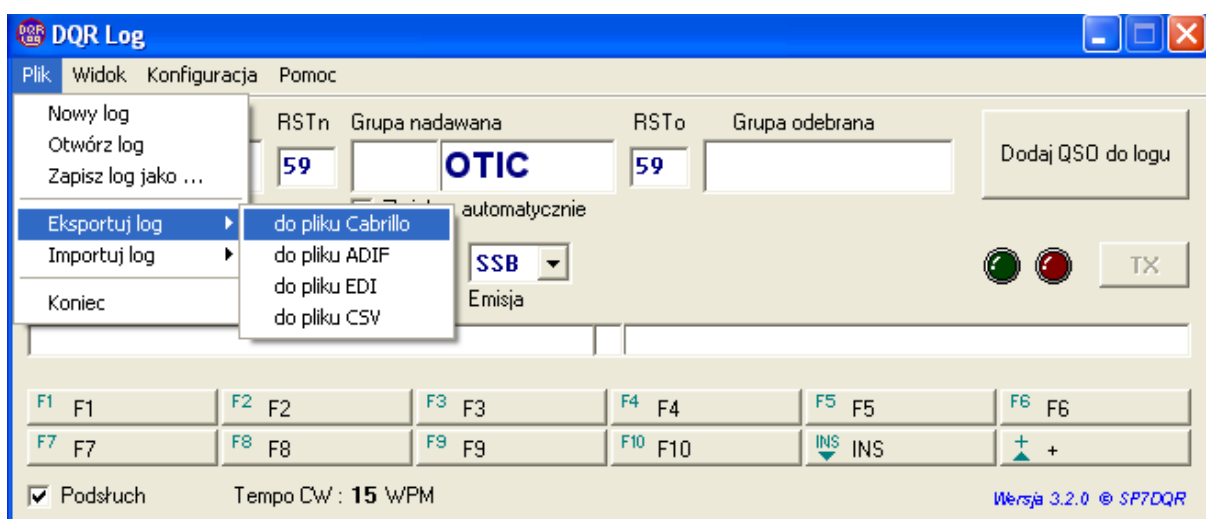 DQR Log
Plik Widok Konfiguracja Pomoc
Nowy log
Otwórz log
Zapisz log jako ...
Eksportuj log
Importuj log
Koniec
do pliku Cabrillo
do pliku ADIF
do pliku EDI
do pliku CSV
RSTn Grupa nadawana RSTo Grupa odebrana
59 OTIC 59
Dodaj QSO do logu
automatycznie
SSB
Emisja
TX
F1 F1 F2 F2 F3 F3 F4 F4 F5 F5 F6 F6
F7 F7 F8 F8 F9 F9 F10 F10 INS INS + +
Podsłuch Tempo CW : 15 WPM
Wersja 3.2.0 © SP7DQR